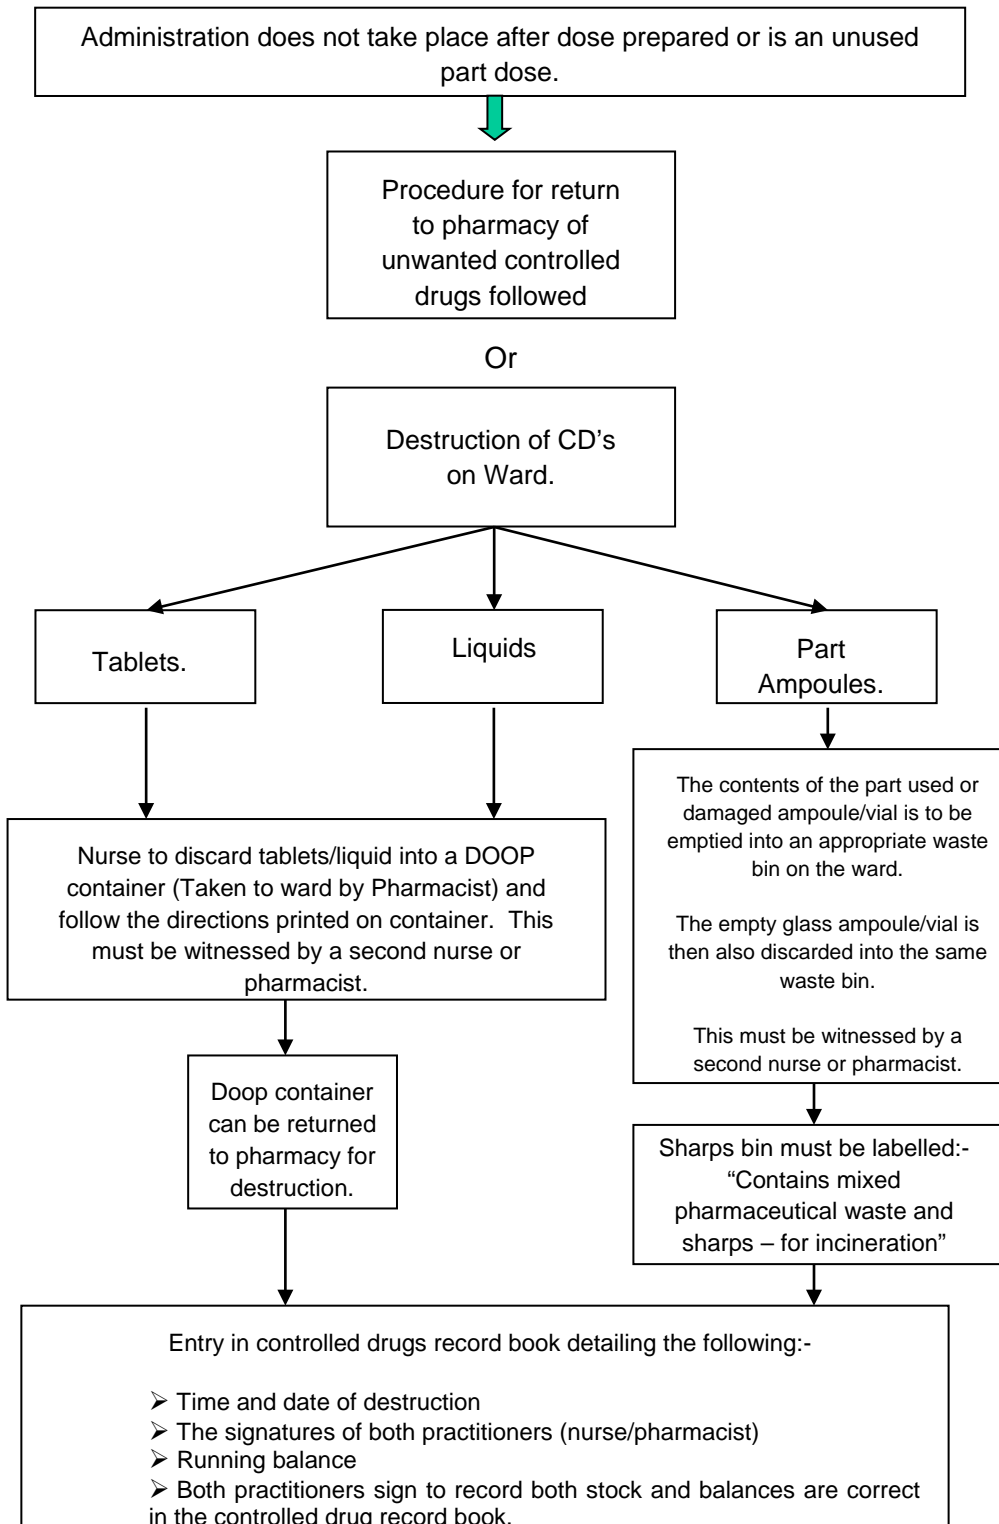 Administration does not take place after dose prepared or is an unused
part dose.
Procedure for return
to pharmacy of
unwanted controlled
drugs followed
Or
Destruction of CD’s
on Ward.
Tablets.
Liquids
Part
Ampoules.
The contents of the part used or
damaged ampoule/vial is to be
emptied into an appropriate waste
bin on the ward.
The empty glass ampoule/vial is
then also discarded into the same
waste bin.
This must be witnessed by a
second nurse or pharmacist.
Nurse to discard tablets/liquid into a DOOP
container (Taken to ward by Pharmacist) and
follow the directions printed on container.  This
must be witnessed by a second nurse or
pharmacist.
Doop container
can be returned
to pharmacy for
destruction.
Sharps bin must be labelled:-
“Contains mixed
pharmaceutical waste and
sharps – for incineration”
Entry in controlled drugs record book detailing the following:-
➢ Time and date of destruction
➢ The signatures of both practitioners (nurse/pharmacist)
➢ Running balance
➢ Both practitioners sign to record both stock and balances are correct
in the controlled drug record book.